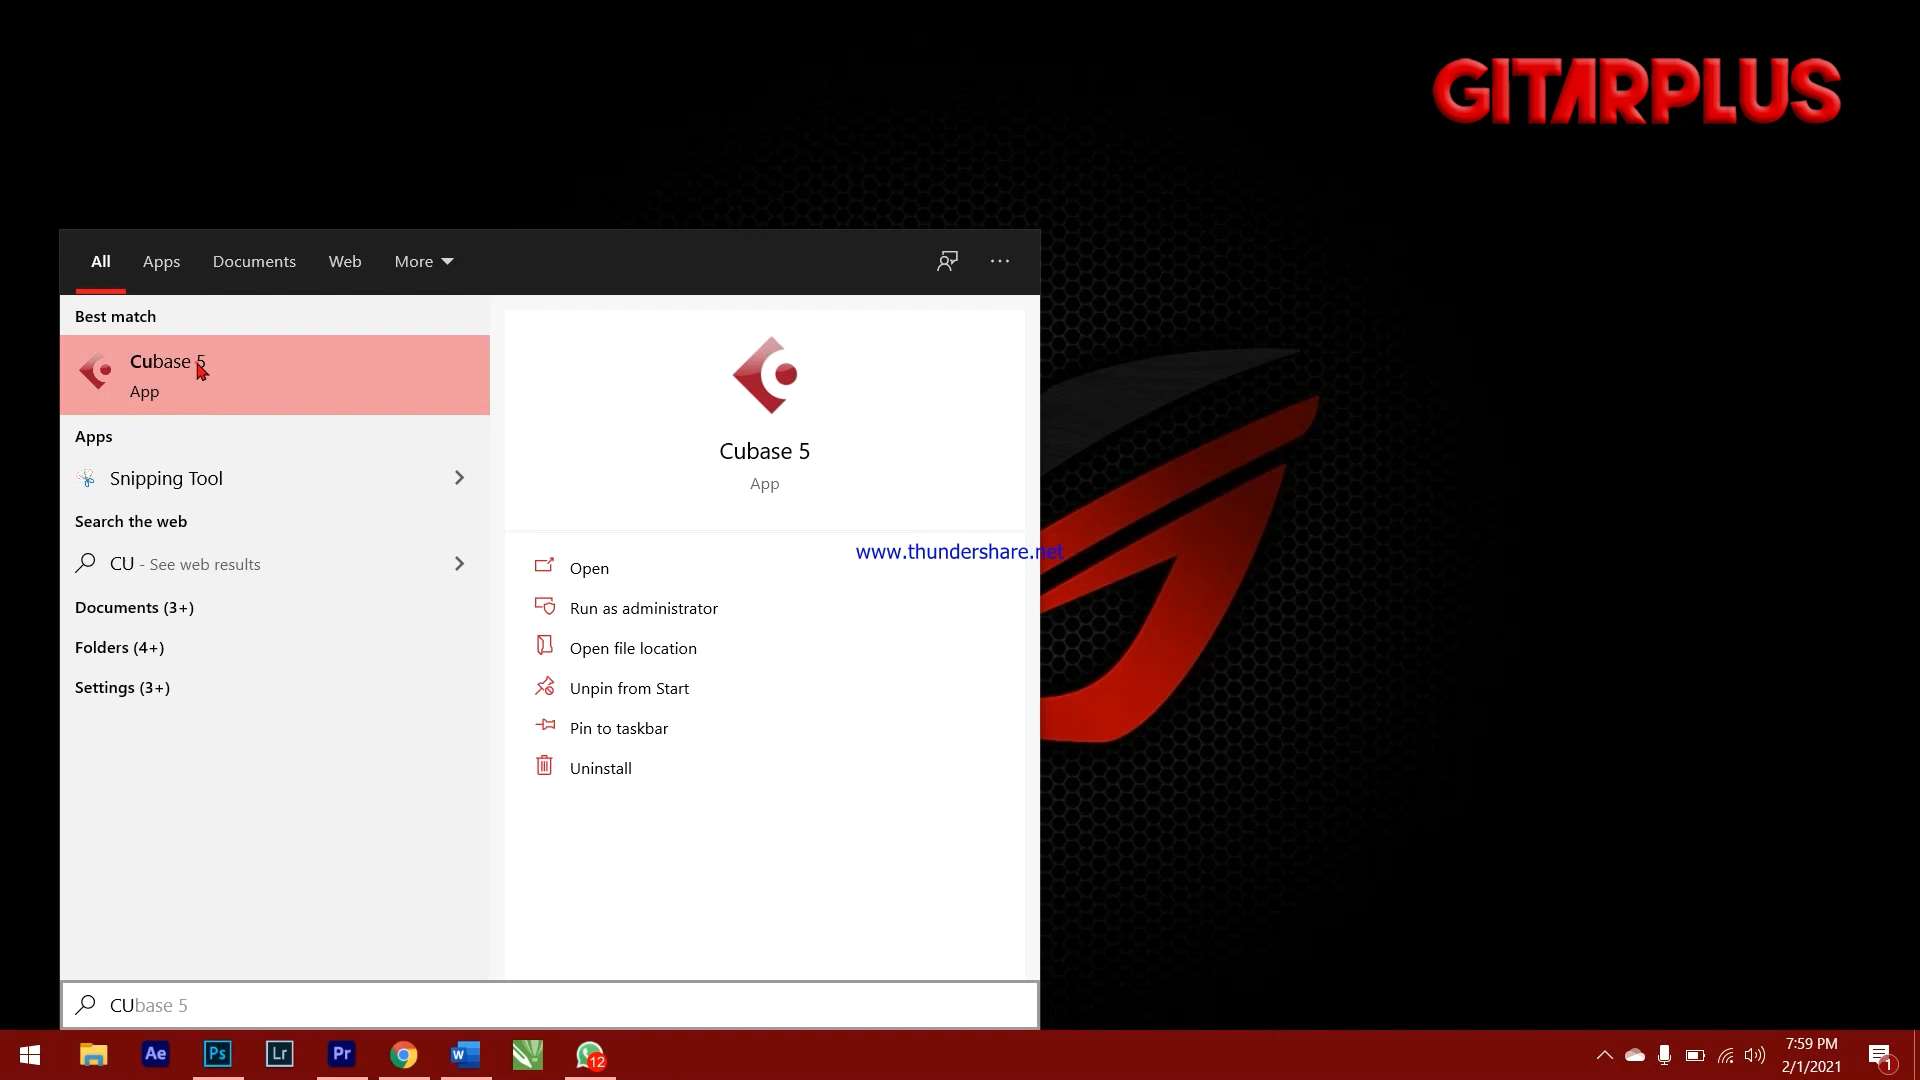 GITARPLUS
All Apps Documents Web More
Best match
Cubase 5
App
Apps
Snipping Tool
Search the web
CU - See web results
Documents (3+)
Folders (4+)
Settings (3+)
Cubase 5
App
www.thundershare.net
Open
Run as administrator
Open file location
Unpin from Start
Pin to taskbar
Uninstall
CUbase 5
Ae Ps Lr Pr W 12
7:59 PM
2/1/2021
1